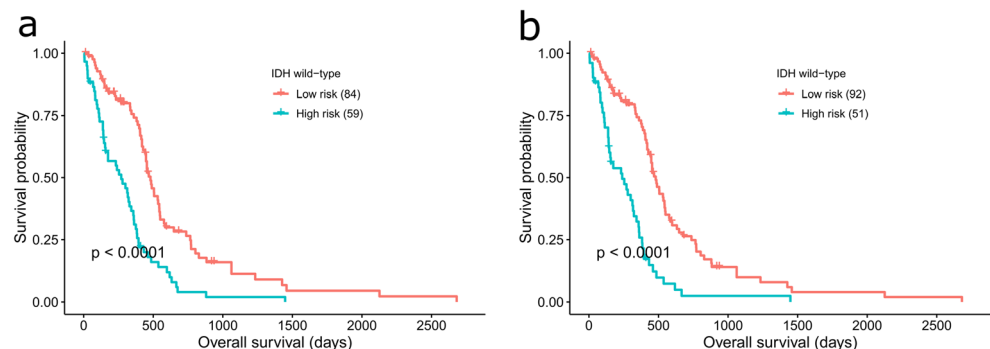 a
Survival probability
1.00
0.75
0.50
0.25
0.00
IDH wild-type
Low risk (84)
High risk (59)
p < 0.0001
0 500 1000 1500 2000 2500
Overall survival (days)
b
Survival probability
1.00
0.75
0.50
0.25
0.00
IDH wild-type
Low risk (92)
High risk (51)
p < 0.0001
0 500 1000 1500 2000 2500
Overall survival (days)